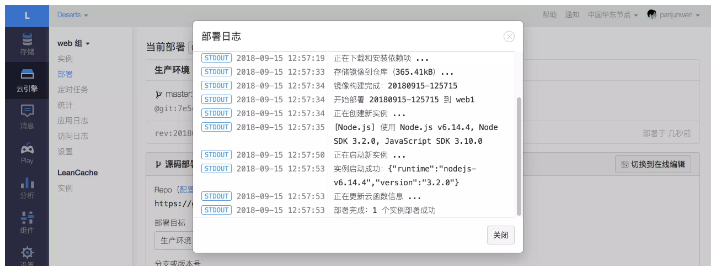 L
Deserts
帮助 通知 中国华东节点 panjunwen
存储
云引擎
消息
Play
分析
组件
设置
web 组
实例
部署
定时任务
统计
应用日志
访问日志
设置
LeanCache
实例
当前部署
生产环境
master:
@git:7e5
rev:2018
部署于 几秒前
源码部署
切换到在线编辑
Repo（配置
https://
部署目标
生产环境
分支或版本号
部署日志
STDOUT 2018-09-15 12:57:19 正在下载和安装依赖项 ...
STDOUT 2018-09-15 12:57:33 存储镜像到仓库（365.41kB）...
STDOUT 2018-09-15 12:57:34 镜像构建完成：20180915-125715
STDOUT 2018-09-15 12:57:34 开始部署 20180915-125715 到 web1
STDOUT 2018-09-15 12:57:34 正在创建新实例 ...
STDOUT 2018-09-15 12:57:35 [Node.js] 使用 Node.js v6.14.4, Node
SDK 3.2.0, JavaScript SDK 3.10.0
STDOUT 2018-09-15 12:57:50 正在启动新实例 ...
STDOUT 2018-09-15 12:57:53 实例启动成功：{"runtime":"nodejs-
v6.14.4","version":"3.2.0"}
STDOUT 2018-09-15 12:57:53 正在更新云函数信息 ...
STDOUT 2018-09-15 12:57:53 部署完成：1 个实例部署成功
关闭